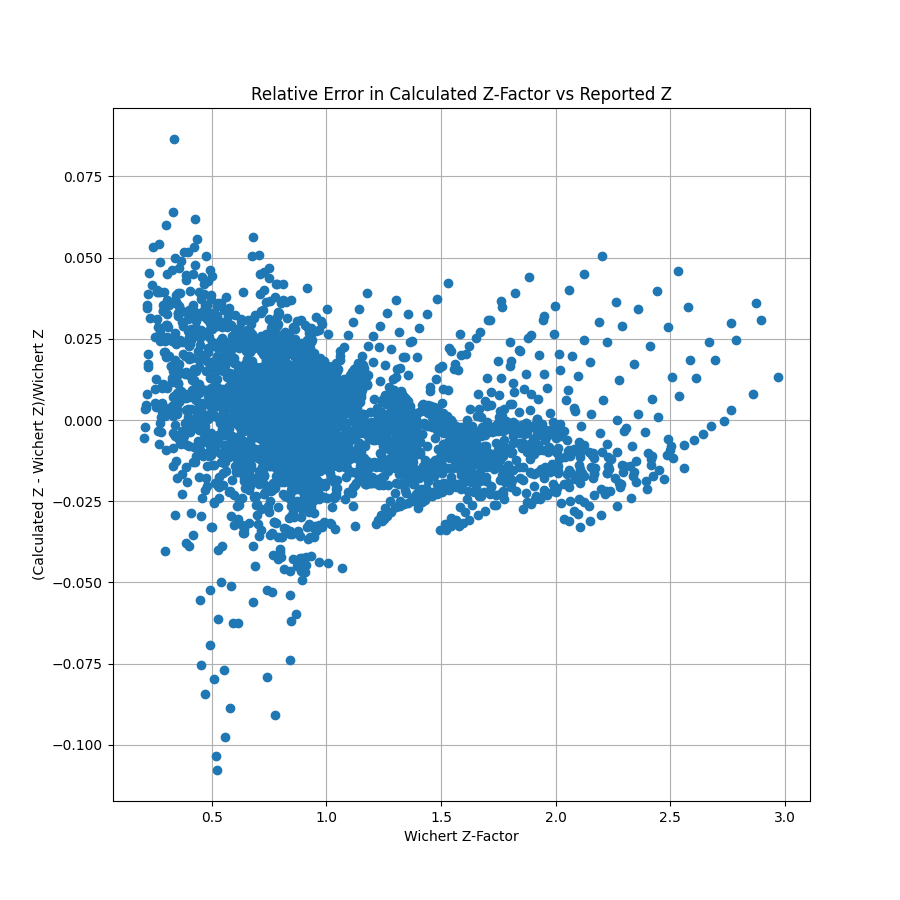 Relative Error in Calculated Z-Factor vs Reported Z
(Calculated Z - Wichert Z)/Wichert Z
0.075
0.050
0.025
0.000
−0.025
−0.050
−0.075
−0.100
0.5 1.0 1.5 2.0 2.5 3.0
Wichert Z-Factor